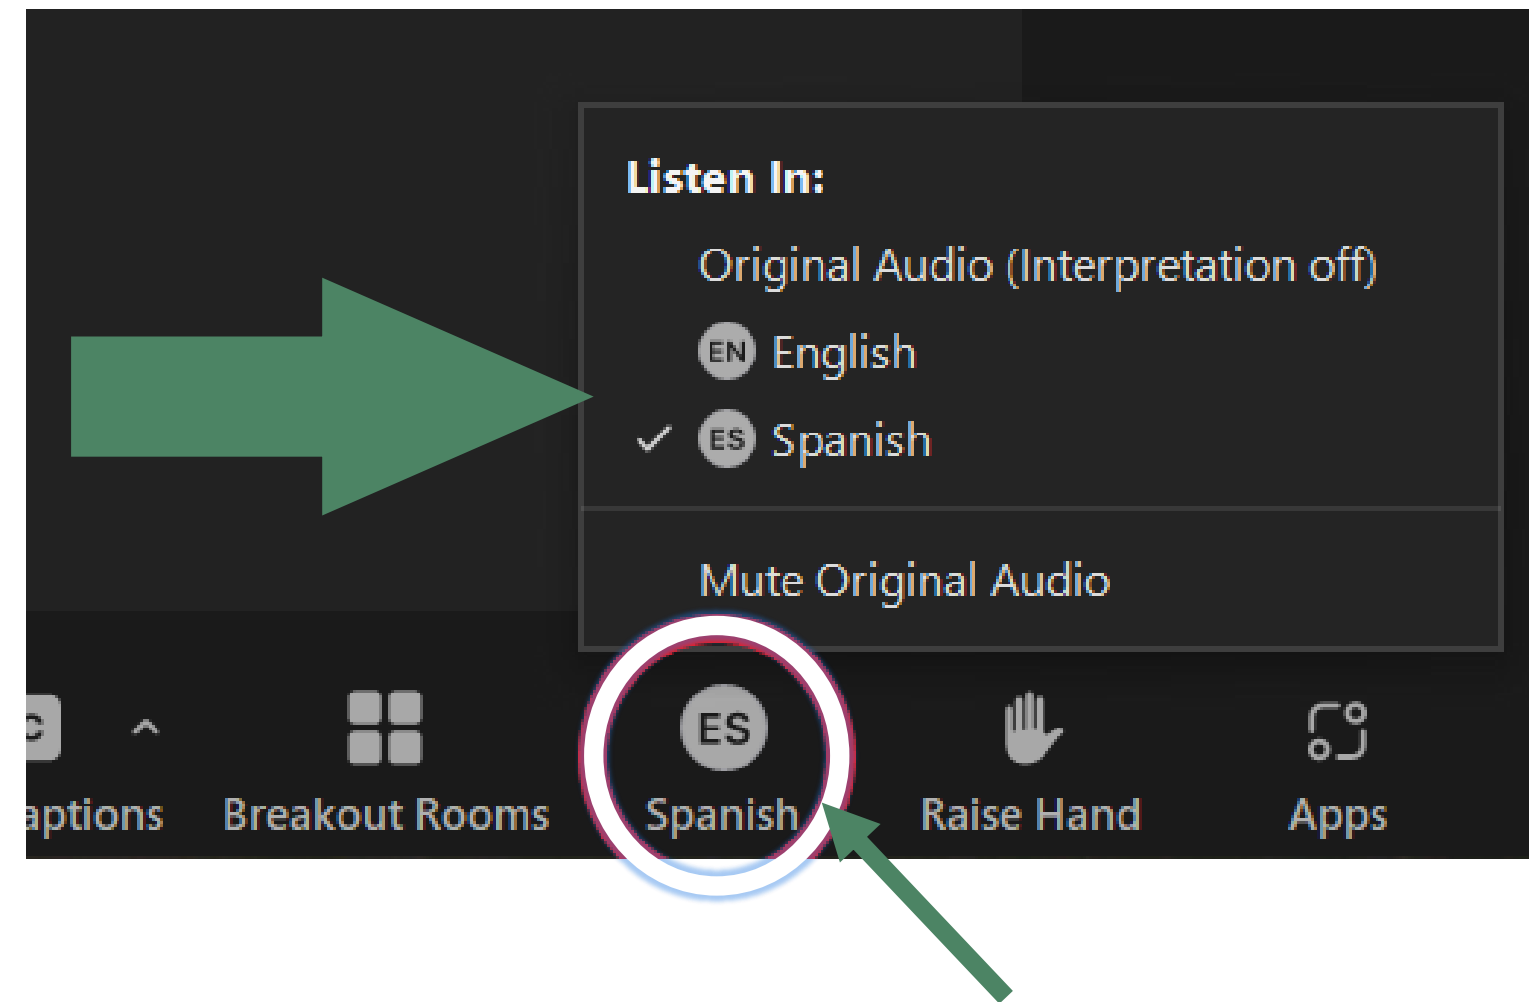 Listen In:
Original Audio (Interpretation off)
EN English
ES Spanish
Mute Original Audio
C
ES
aptions
Breakout Rooms
Spanish
Raise Hand
Apps